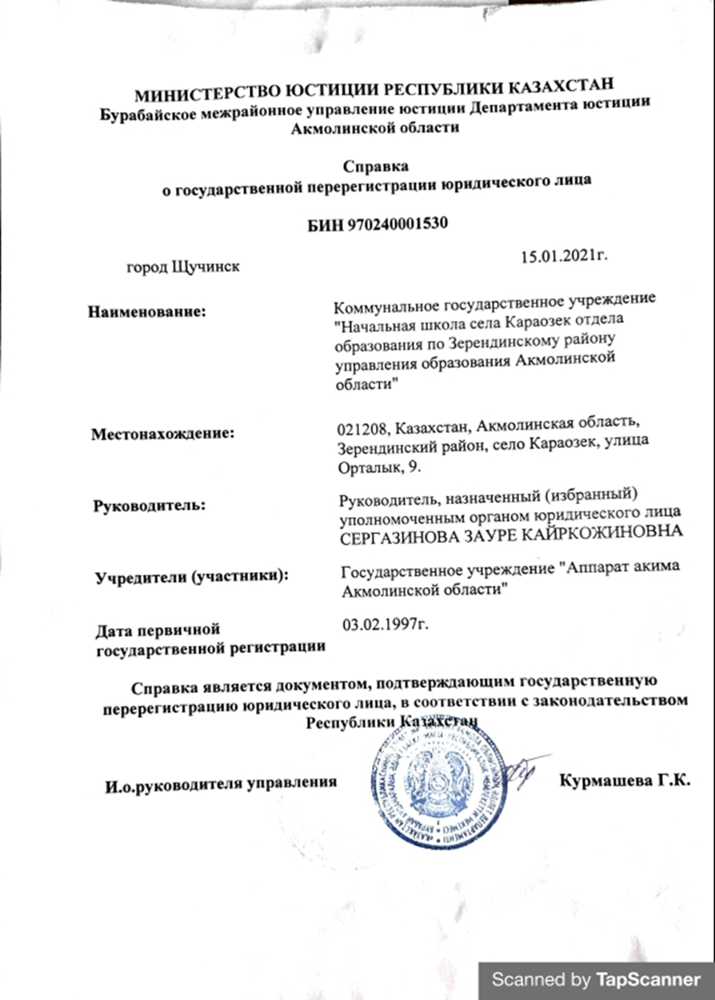 МИНИСТЕРСТВО ЮСТИЦИИ РЕСПУБЛИКИ КАЗАХСТАН
Бурабайское межрайонное управление юстиции Департамента юстиции
Акмолинской области
Справка
о государственной перерегистрации юридического лица
БИН 970240001530
город Щучинск
15.01.2021г.
Наименование:
Коммунальное государственное учреждение
"Начальная школа села Караозек отдела
образования по Зерендинскому району
управления образования Акмолинской
области"
Местонахождение:
021208, Казахстан, Акмолинская область,
Зерендинский район, село Караозек, улица
Орталык, 9.
Руководитель:
Руководитель, назначенный (избранный)
уполномоченным органом юридического лица
СЕРГАЗИНОВА ЗАУРЕ КАЙРКОЖИНОВНА
Учредители (участники):
Государственное учреждение "Аппарат акима
Акмолинской области"
Дата первичной
государственной регистрации
03.02.1997г.
Справка является документом, подтверждающим государственную
перерегистрацию юридического лица, в соответствии с законодательством
Республики Казахстан
И.о.руководителя управления
Курмашева Г.К.
Scanned by TapScanner